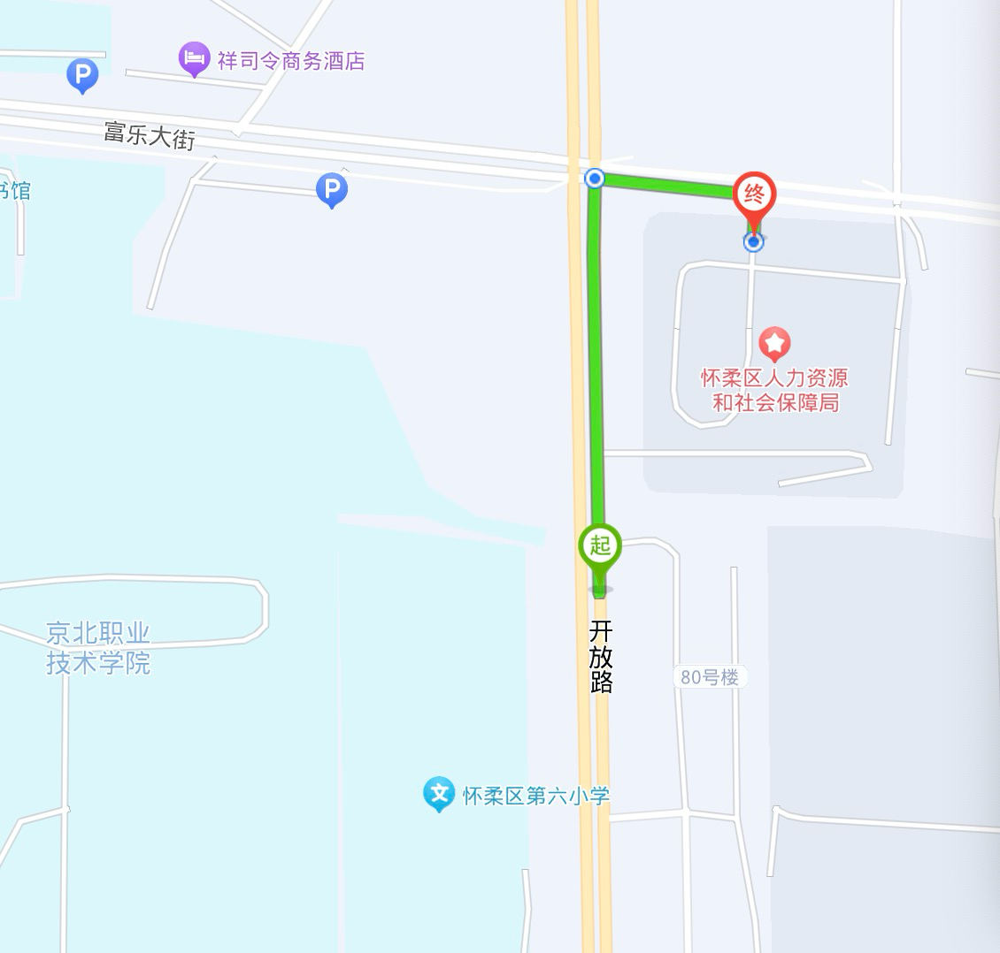 祥司令商务酒店
P
富乐大街
P
书馆
终
怀柔区人力资源
和社会保障局
起
京北职业
技术学院
开放路
80号楼
文
怀柔区第六小学